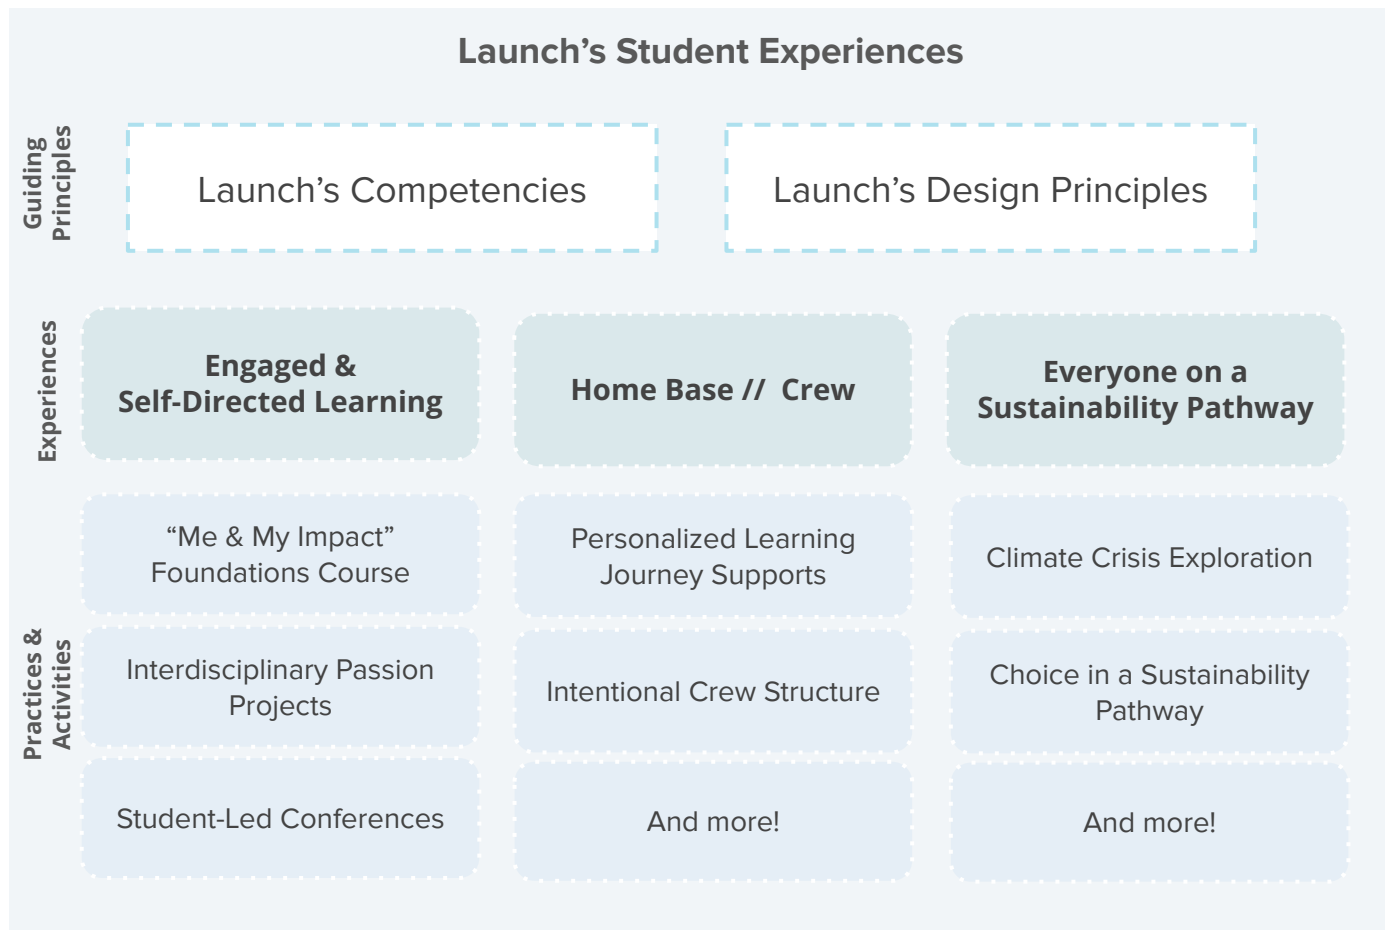 Launch’s Student Experiences
Guiding
Principles
Launch’s Competencies
Launch’s Design Principles
Experiences
Engaged &
Self-Directed Learning
Home Base //  Crew
Everyone on a
Sustainability Pathway
Practices &
Activities
“Me & My Impact”
Foundations Course
Personalized Learning
Journey Supports
Climate Crisis Exploration
Interdisciplinary Passion
Projects
Intentional Crew Structure
Choice in a Sustainability
Pathway
Student-Led Conferences
And more!
And more!